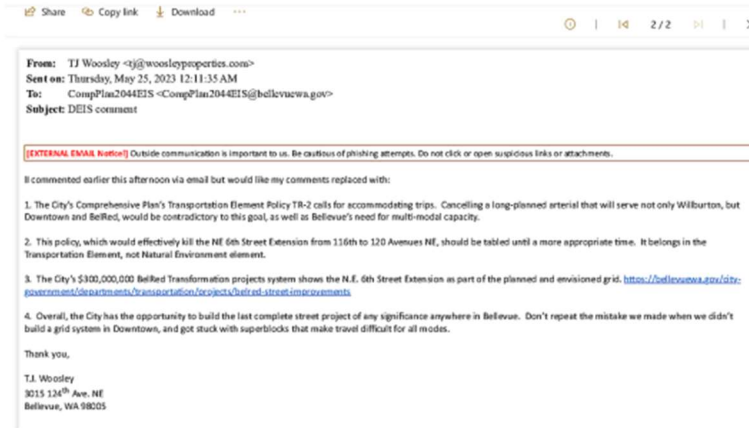 Share Copy link Download ...
2/2
From: TJ Woosley <tj@woosleyproperties.com>
Sent on: Thursday, May 25, 2023 12:11:35 AM
To: CompPlan2044EIS <CompPlan2044EIS@bellevuewa.gov>
Subject: DEIS comment
[EXTERNAL EMAIL Notice!] Outside communication is important to us. Be cautious of phishing attempts. Do not click or open suspicious links or attachments.
II commented earlier this afternoon via email but would like my comments replaced with:
1. The City's Comprehensive Plan's Transportation Element Policy TR-2 calls for accommodating trips. Cancelling a long-planned arterial that will serve not only Wilburton, but
Downtown and BelRed, would be contradictory to this goal, as well as Bellevue's need for multi-modal capacity.
2. This policy, which would effectively kill the NE 6th Street Extension from 116th to 120 Avenues NE, should be tabled until a more appropriate time. It belongs in the
Transportation Element, not Natural Environment element.
3. The City's $300,000,000 BelRed Transformation projects system shows the N.E. 6th Street Extension as part of the planned and envisioned grid. https://bellevuewa.gov/city-
government/departments/transportation/projects/belred-street-improvements
4. Overall, the City has the opportunity to build the last complete street project of any significance anywhere in Bellevue. Don't repeat the mistake we made when we didn't
build a grid system in Downtown, and got stuck with superblocks that make travel difficult for all modes.
Thank you,
T.J. Woosley
3015 124th Ave. NE
Bellevue, WA 98005